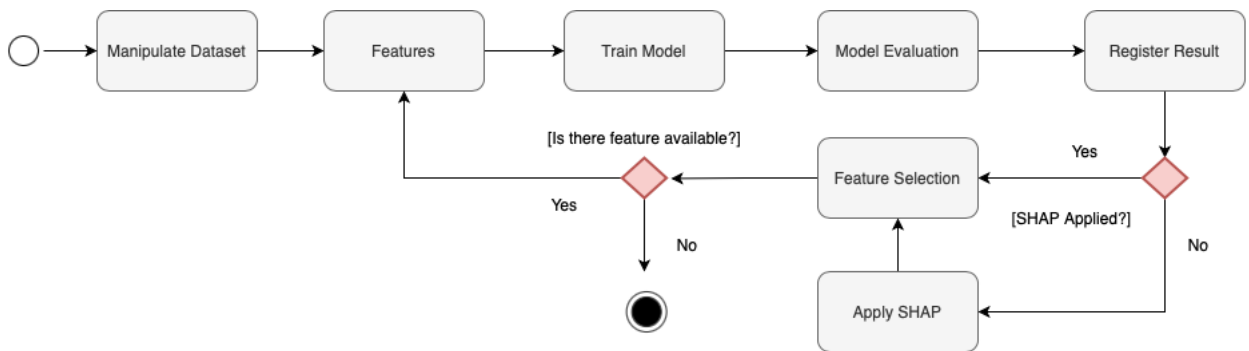 Manipulate Dataset
Features
Train Model
Model Evaluation
Register Result
[Is there feature available?]
Yes
Feature Selection
Yes
[SHAP Applied?]
No
No
Apply SHAP